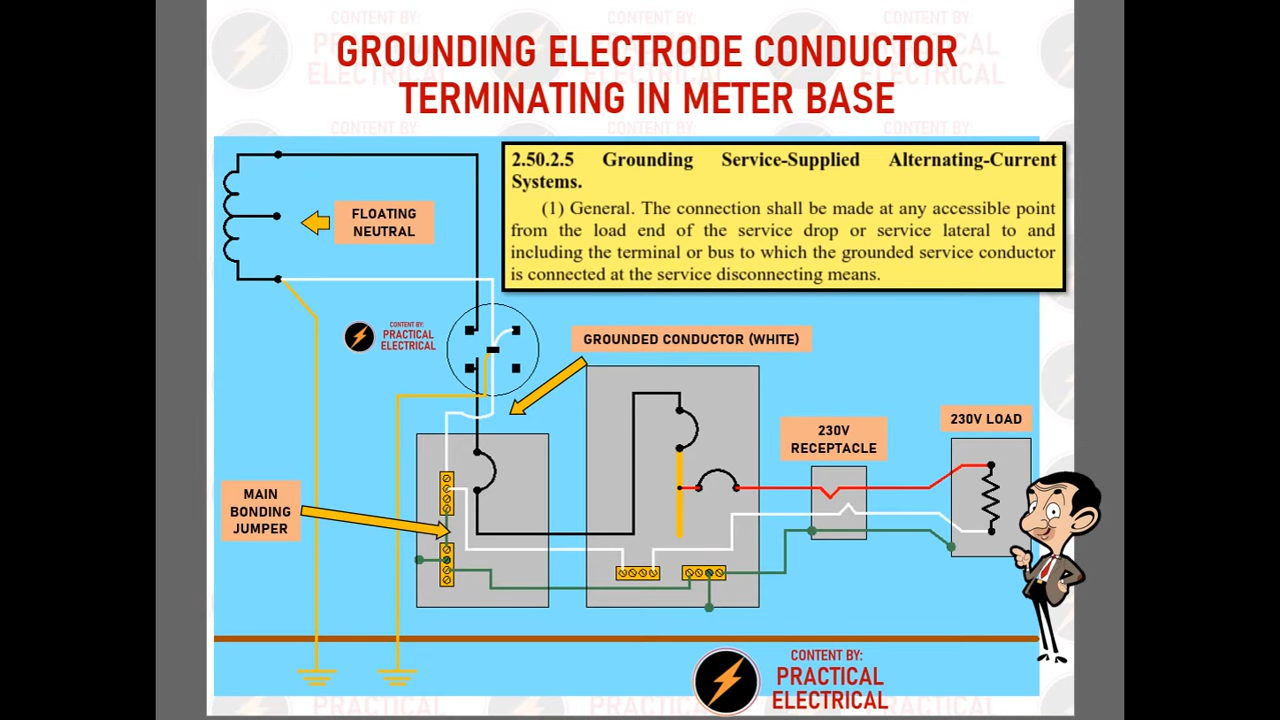 GROUNDING ELECTRODE CONDUCTOR
TERMINATING IN METER BASE
2.50.2.5 Grounding Service-Supplied Alternating-Current
Systems.
(1) General. The connection shall be made at any accessible point
from the load end of the service drop or service lateral to and
including the terminal or bus to which the grounded service conductor
is connected at the service disconnecting means.
FLOATING
NEUTRAL
CONTENT BY:
PRACTICAL
ELECTRICAL
GROUNDED CONDUCTOR (WHITE)
230V
RECEPTACLE
230V LOAD
MAIN
BONDING
JUMPER
CONTENT BY:
PRACTICAL
ELECTRICAL